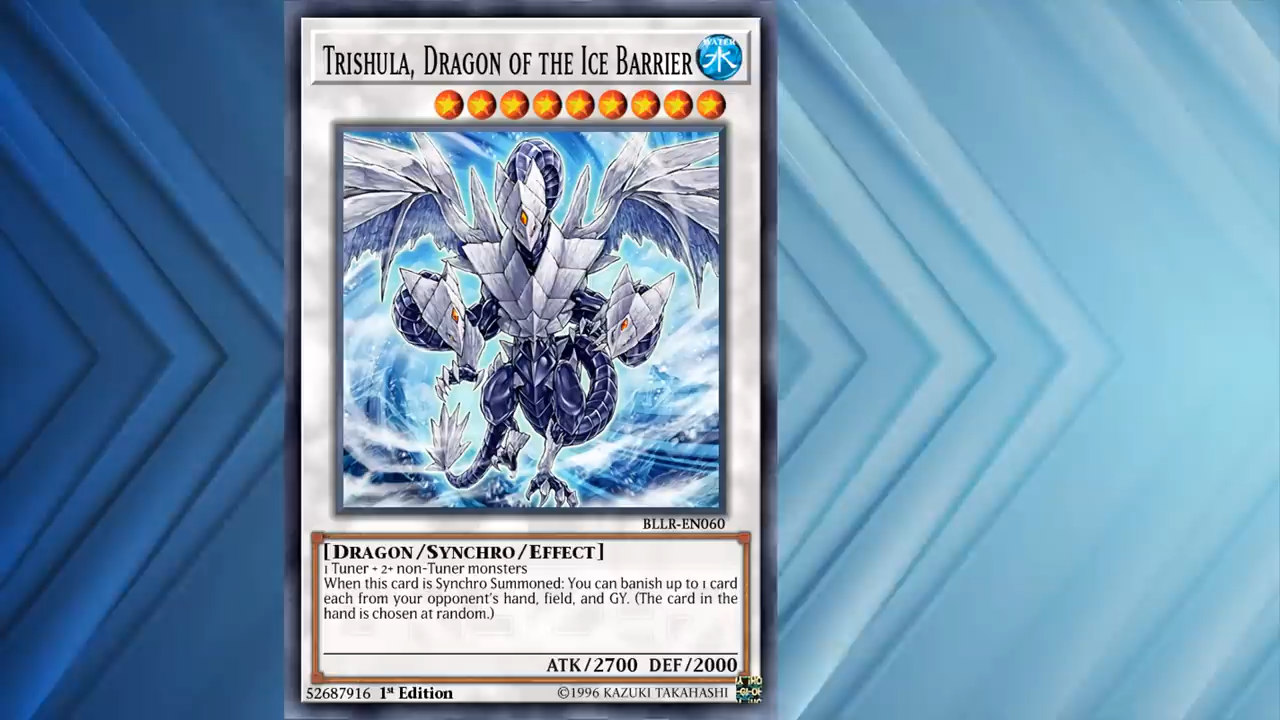 TRISHULA, DRAGON OF THE ICE BARRIER
WATER
水
BLLR-EN060
[DRAGON/SYNCHRO/EFFECT]
1 Tuner + 2+ non-Tuner monsters
When this card is Synchro Summoned: You can banish up to 1 card
each from your opponent's hand, field, and GY. (The card in the
hand is chosen at random.)
ATK/2700 DEF/2000
52687916 1st Edition ©1996 KAZUKI TAKAHASHI